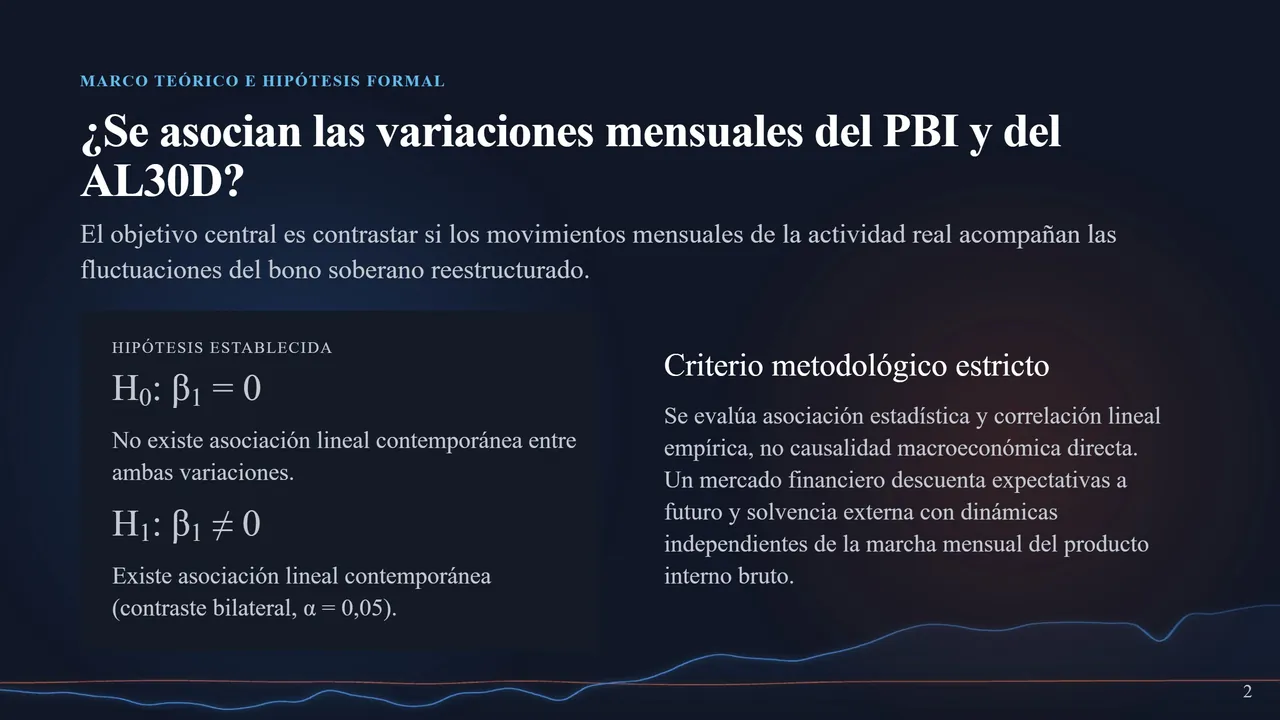 MARCO TEÓRICO E HIPÓTESIS FORMAL
¿Se asocian las variaciones mensuales del PBI y del
AL30D?
El objetivo central es contrastar si los movimientos mensuales de la actividad real acompañan las
fluctuaciones del bono soberano reestructurado.
HIPÓTESIS ESTABLECIDA
H₀: β₁ = 0
No existe asociación lineal contemporánea entre
ambas variaciones.
H₁: β₁ ≠ 0
Existe asociación lineal contemporánea
(contraste bilateral, α = 0,05).
Criterio metodológico estricto
Se evalúa asociación estadística y correlación lineal
empírica, no causalidad macroeconómica directa.
Un mercado financiero descuenta expectativas a
futuro y solvencia externa con dinámicas
independientes de la marcha mensual del producto
interno bruto.
2